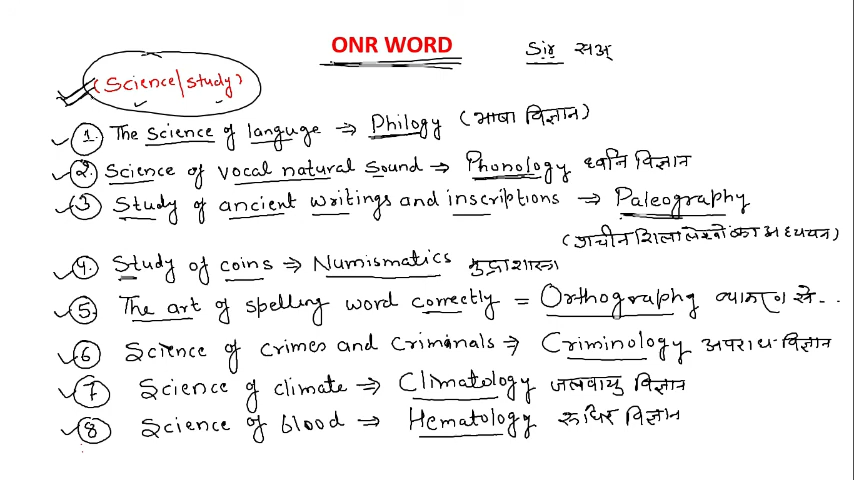 ONR WORD
Sir सञ्
(Science/study)
1. The science of languge ⇒ Philogy (भाषा विज्ञान)
2. Science of vocal natural sound → Phonology ध्वनि विज्ञान
3 Study of ancient writings and inscriptions ⇒ Paleography
(प्राचीन शिलालेखों का अध्ययन)
4. Study of coins ⇒ Numismatics मुद्राशास्त्र
5. The art of spelling word correctly = Orthography व्याकरण से...
6 Science of crimes and criminals ⇒ Criminology अपराध-विज्ञान
7 Science of climate ⇒ Climatology जलवायु विज्ञान
8 Science of blood ⇒ Hematology रुधिर विज्ञान